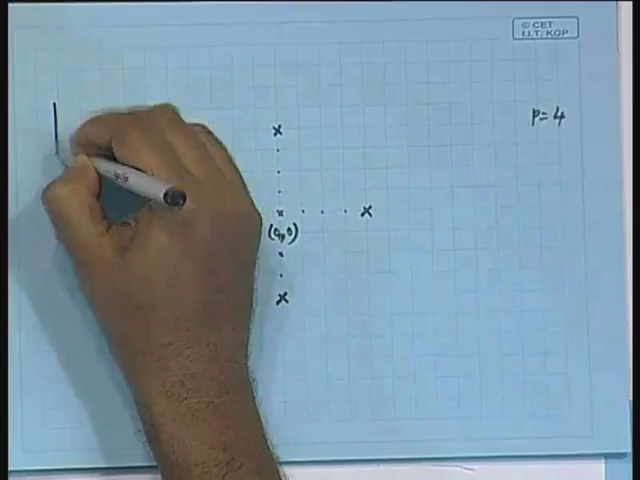 © CET
I.I.T. KGP
x
p=4
x x
(0,0)
x